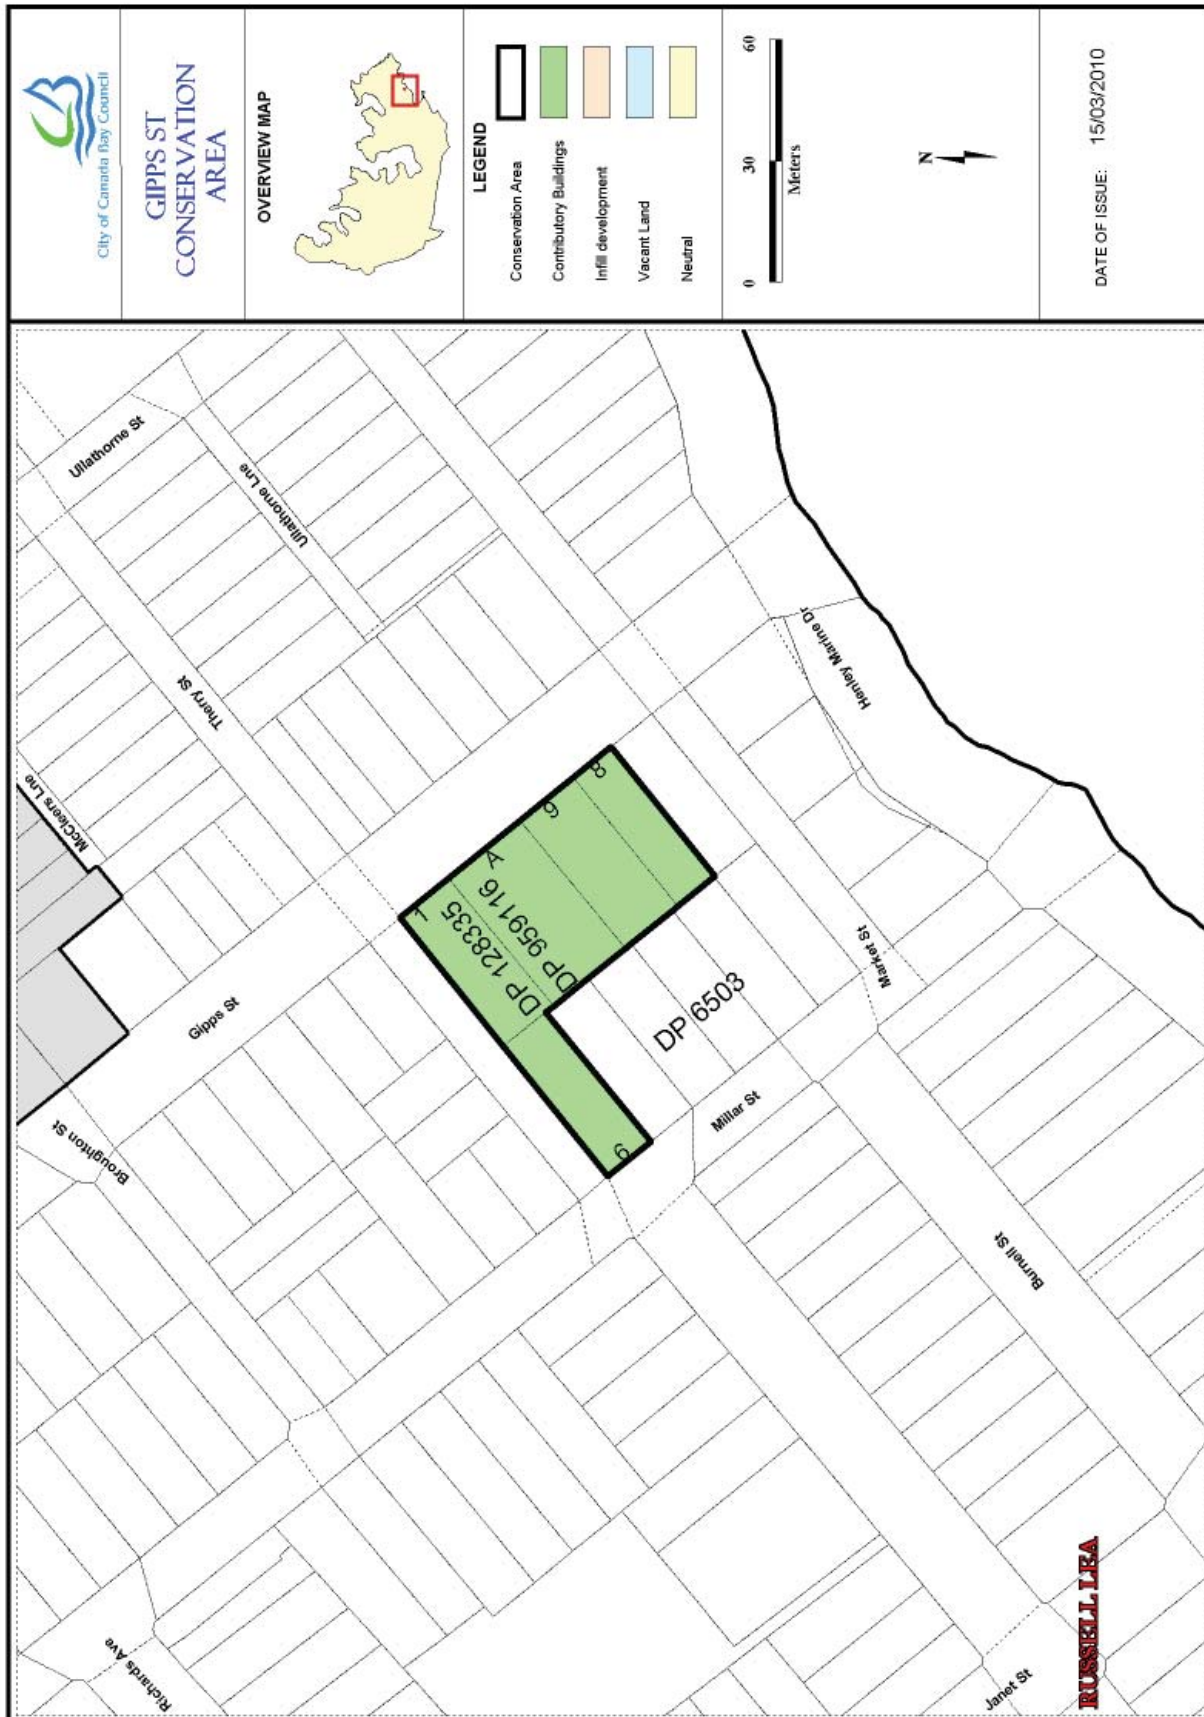 City of Canada Bay Council
GIPPS ST
CONSERVATION
AREA
OVERVIEW MAP
LEGEND
Conservation Area
Contributory Buildings
Infill development
Vacant Land
Neutral
0 30 60
Meters
N
DATE OF ISSUE: 15/03/2010
Ullathorne St
Ullathorne Lne
Therry St
McCleers Lne
Henley Marine Dr
Gipps St
Broughton St
1
DP 128335
A
DP 959116
9
8
9
DP 6503
Market St
Millar St
Burnell St
Richards Ave
Janet St
RUSSELL LEA